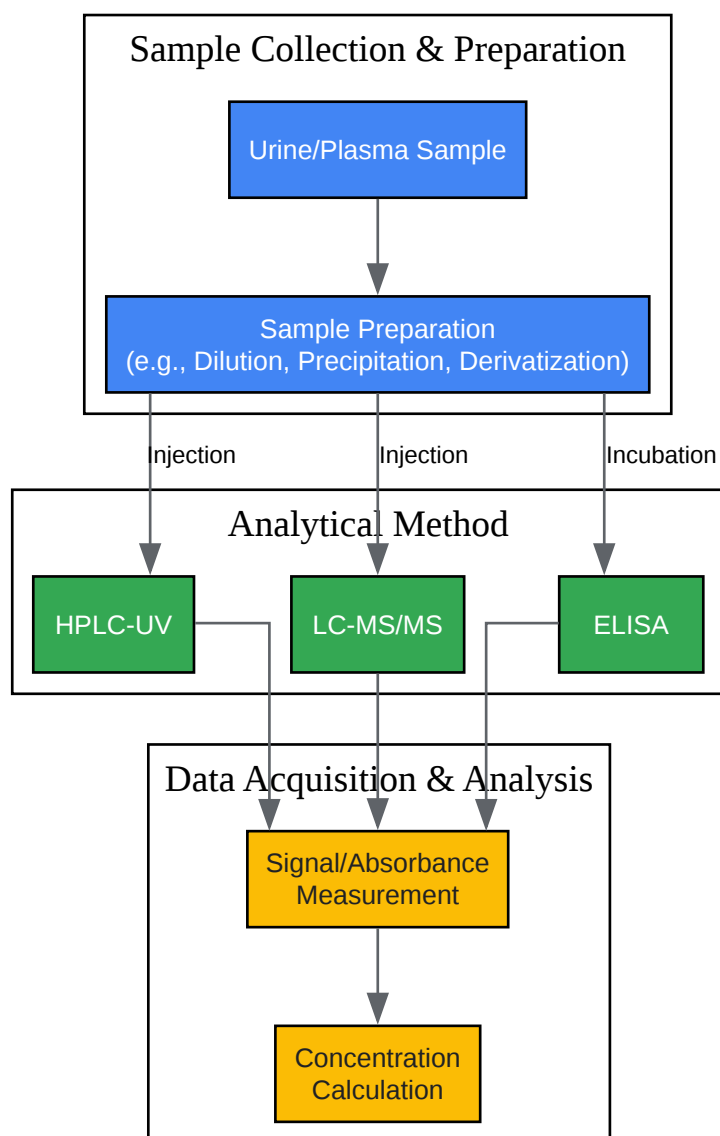 Sample Collection & Preparation
Urine/Plasma Sample
Sample Preparation
(e.g., Dilution, Precipitation, Derivatization)
Injection
Injection
Incubation
Analytical Method
HPLC-UV
LC-MS/MS
ELISA
Data Acquisition & Analysis
Signal/Absorbance
Measurement
Concentration
Calculation